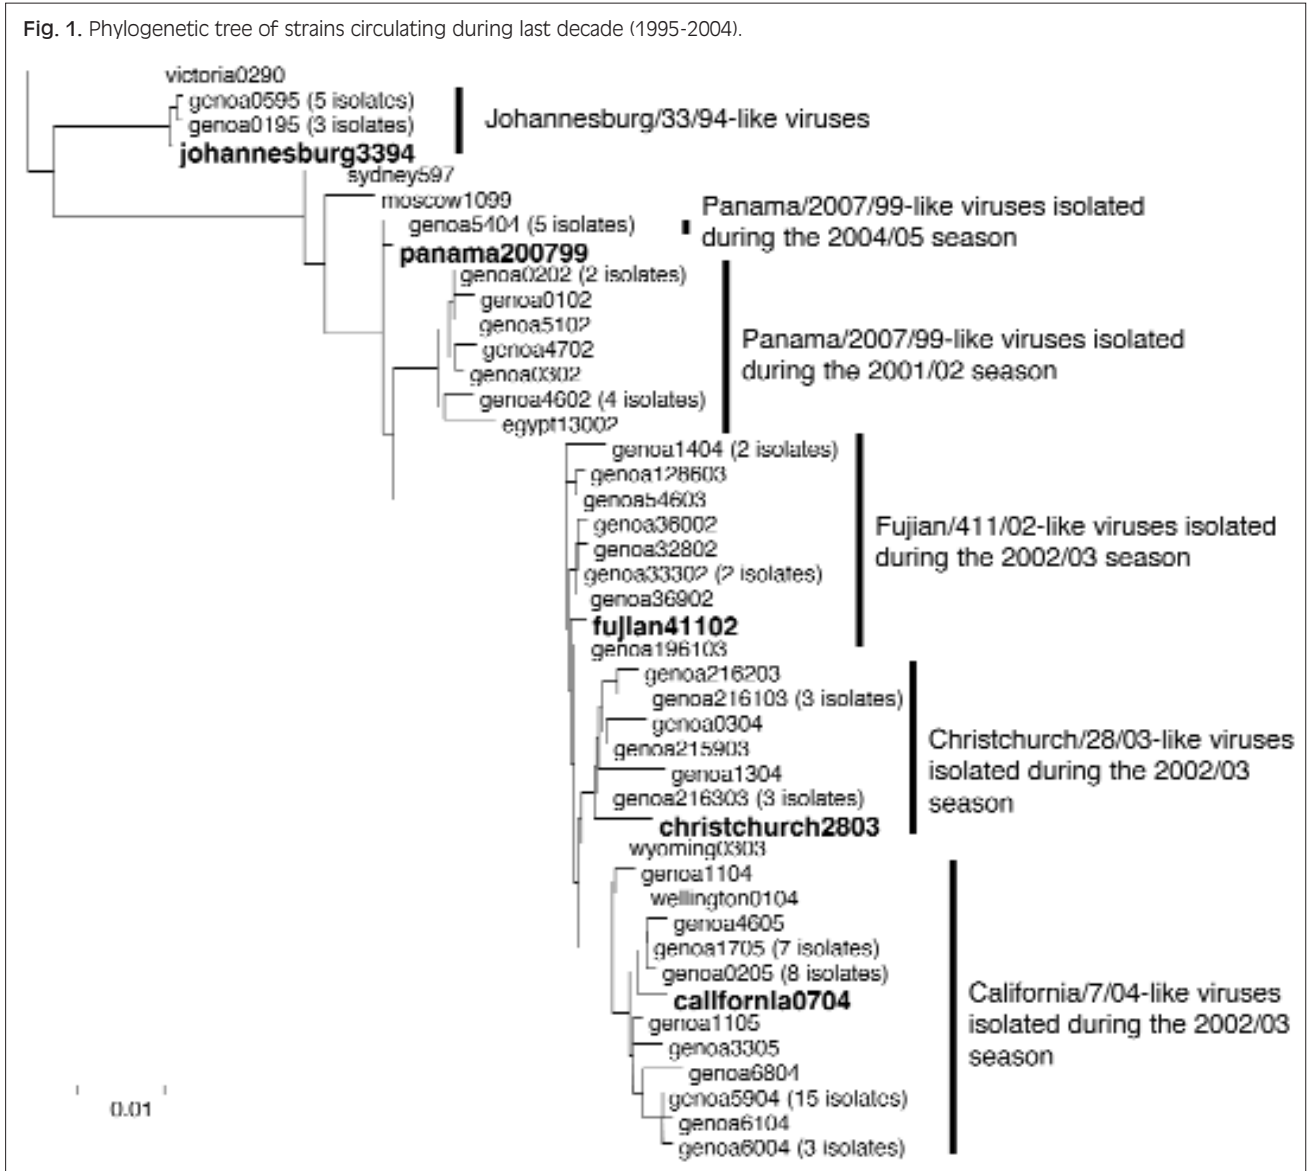 Fig. 1. Phylogenetic tree of strains circulating during last decade (1995-2004).
victoria0290
genoa0595 (5 isolates)
genoa0195 (3 isolates)
johannesburg3394
Johannesburg/33/94-like viruses
sydney597
moscow1099
genoa5404 (5 isolates)
panama200799
Panama/2007/99-like viruses isolated
during the 2004/05 season
genoa0202 (2 isolates)
genoa0102
genoa5102
genoa4702
genoa0302
genoa4602 (4 isolates)
egypt13002
Panama/2007/99-like viruses isolated
during the 2001/02 season
genoa1404 (2 isolates)
genoa128603
genoa54603
genoa36002
genoa32802
genoa33302 (2 isolates)
genoa36902
fujian41102
genoa196103
Fujian/411/02-like viruses isolated
during the 2002/03 season
genoa216203
genoa216103 (3 isolates)
genoa0304
genoa215903
genoa1304
genoa216303 (3 isolates)
christchurch2803
Christchurch/28/03-like viruses
isolated during the 2002/03
season
wyoming0303
genoa1104
wellington0104
genoa4605
genoa1705 (7 isolates)
genoa0205 (8 isolates)
california0704
genoa1105
genoa3305
genoa6804
genoa5904 (15 isolates)
genoa6104
genoa6004 (3 isolates)
California/7/04-like viruses
isolated during the 2002/03
season
0.01